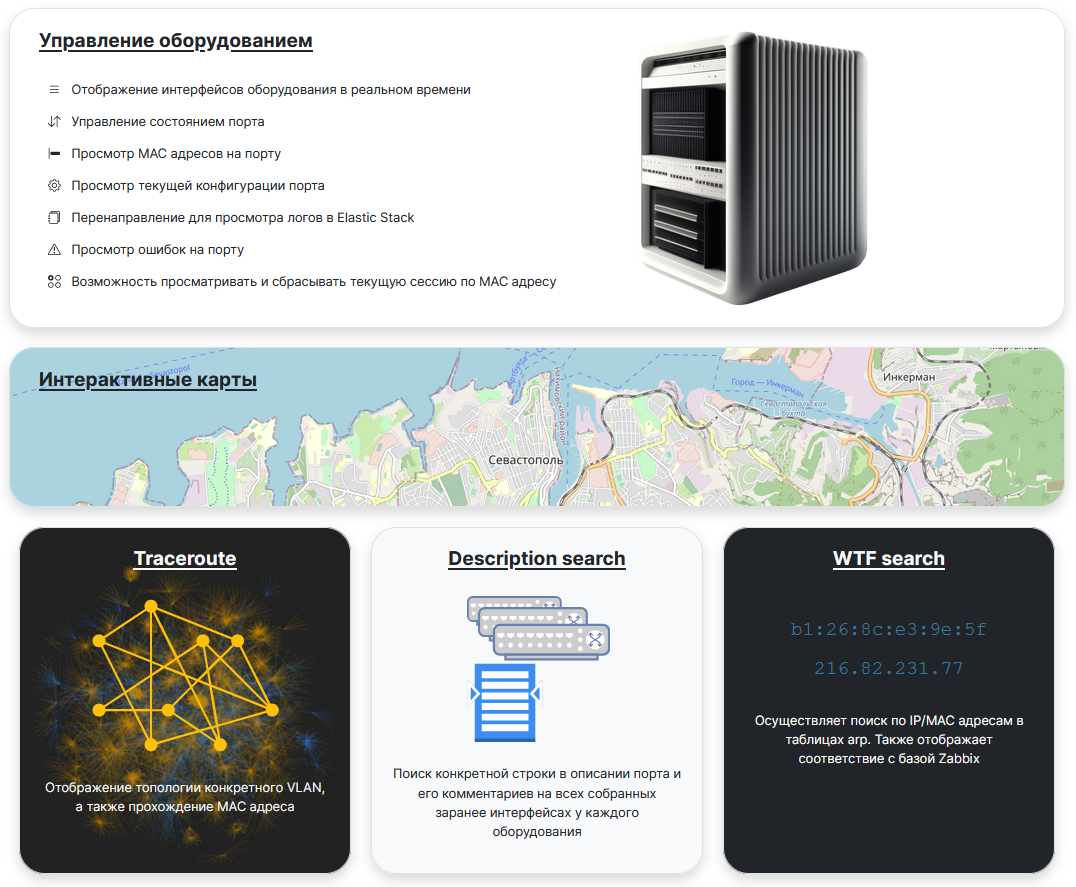 Управление оборудованием
Отображение интерфейсов оборудования в реальном времени
Управление состоянием порта
Просмотр MAC адресов на порту
Просмотр текущей конфигурации порта
Перенаправление для просмотра логов в Elastic Stack
Просмотр ошибок на порту
Возможность просматривать и сбрасывать текущую сессию по MAC адресу
Интерактивные карты
Инкерман
Город — Инкерман
Севастопольская
бухта
Нахимовский район
Севастополь
Traceroute
Отображение топологии конкретного VLAN,
а также прохождение MAC адреса
Description search
Поиск конкретной строки в описании порта и
его комментариев на всех собранных
заранее интерфейсах у каждого
оборудования
WTF search
b1:26:8c:e3:9e:5f
216.82.231.77
Осуществляет поиск по IP/MAC адресам в
таблицах arp. Также отображает
соответствие с базой Zabbix